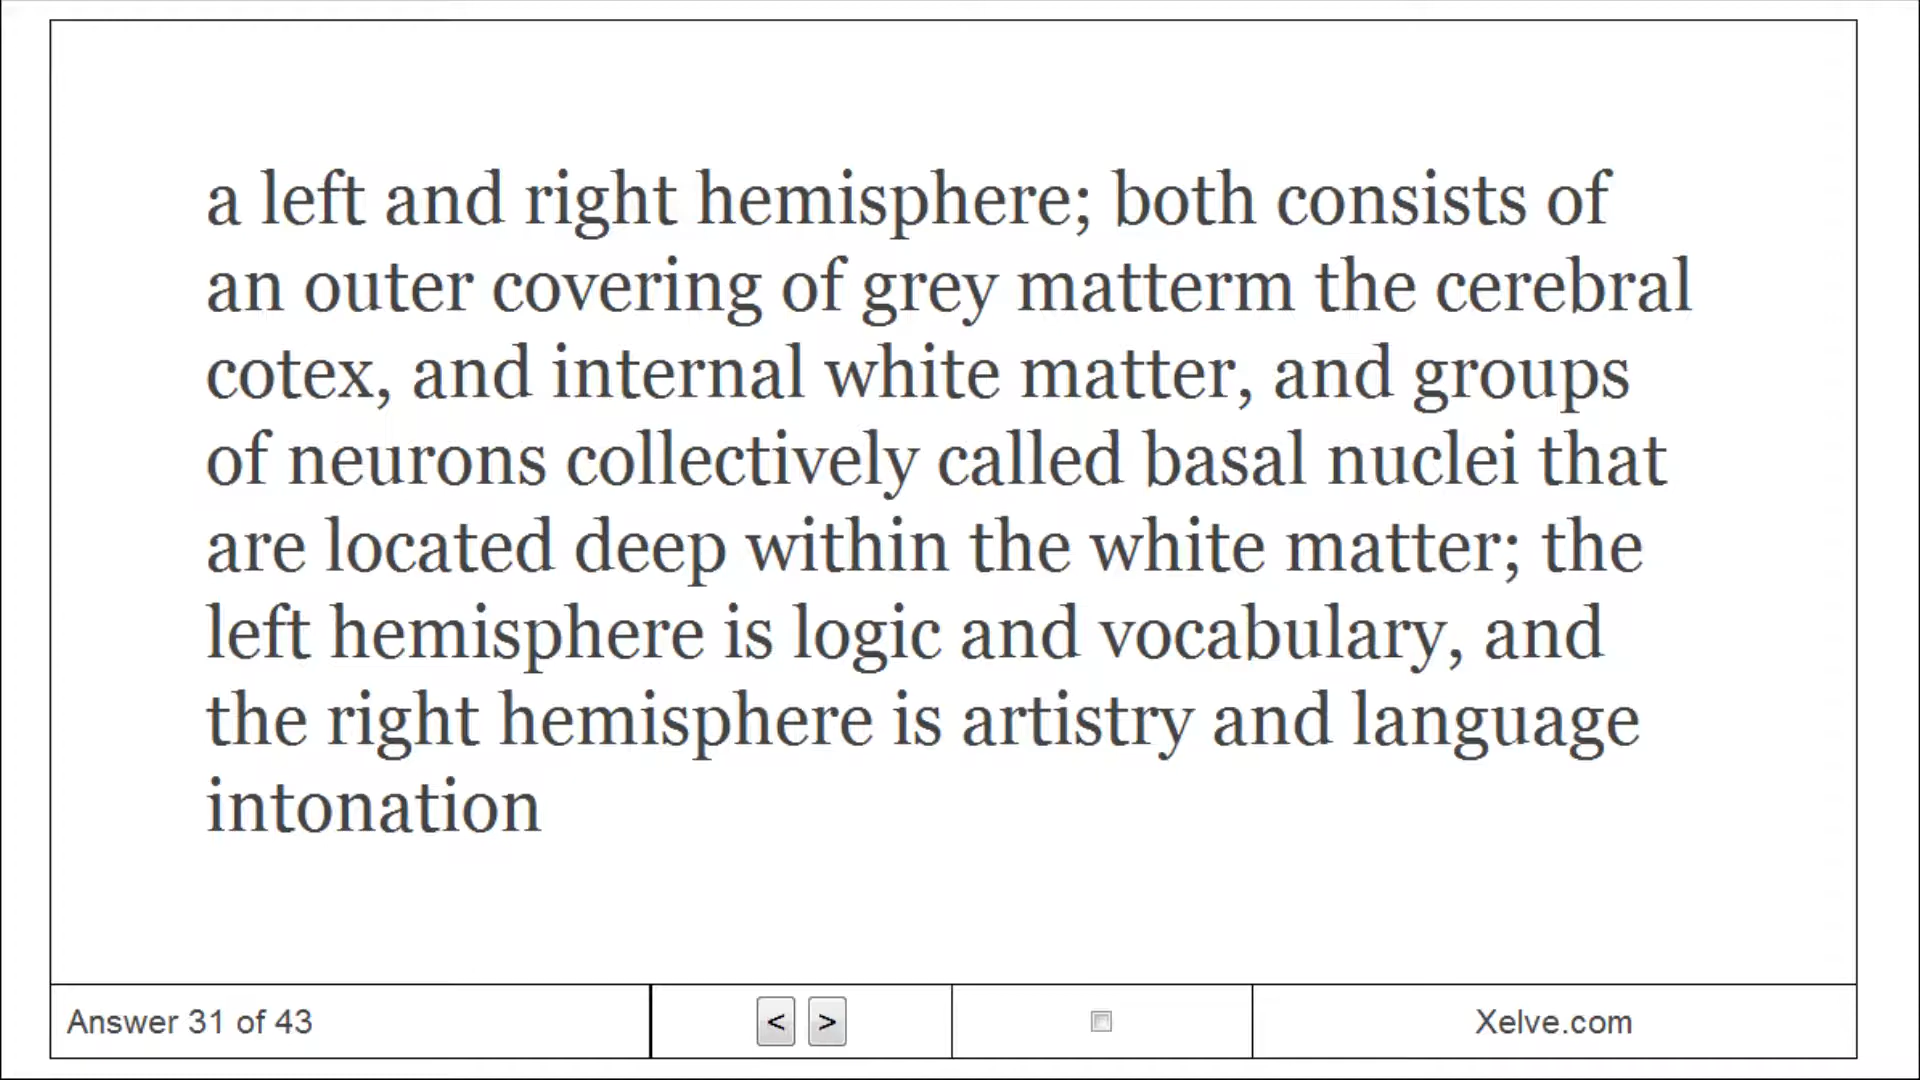 a left and right hemisphere; both consists of
an outer covering of grey matterm the cerebral
cotex, and internal white matter, and groups
of neurons collectively called basal nuclei that
are located deep within the white matter; the
left hemisphere is logic and vocabulary, and
the right hemisphere is artistry and language
intonation
Answer 31 of 43
< >
Xelve.com